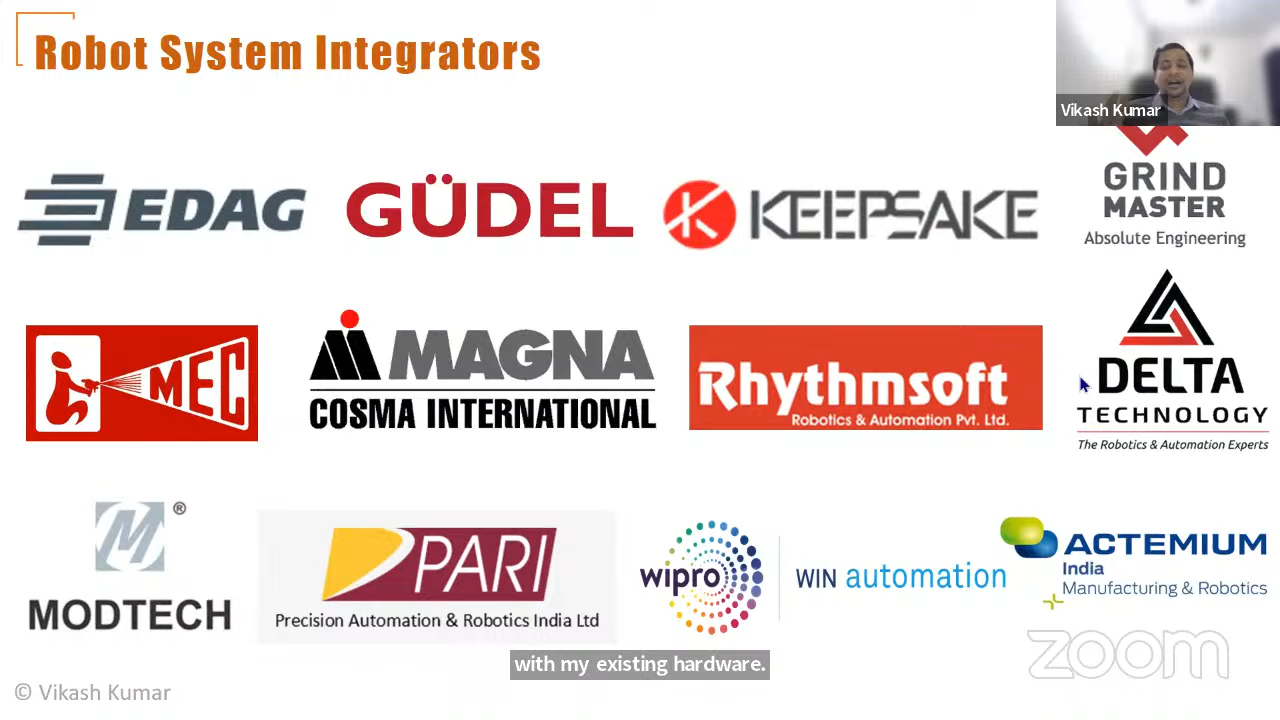 Robot System Integrators
Vikash Kumar
EDAG
GÜDEL
KEEPSAKE
GRIND
MASTER
Absolute Engineering
MEC
MAGNA
COSMA INTERNATIONAL
Rhythmsoft
Robotics & Automation Pvt. Ltd.
DELTA
TECHNOLOGY
The Robotics & Automation Experts
M ®
MODTECH
PARI
Precision Automation & Robotics India Ltd
wipro
WIN automation
ACTEMIUM
India
Manufacturing & Robotics
with my existing hardware.
zoom
© Vikash Kumar